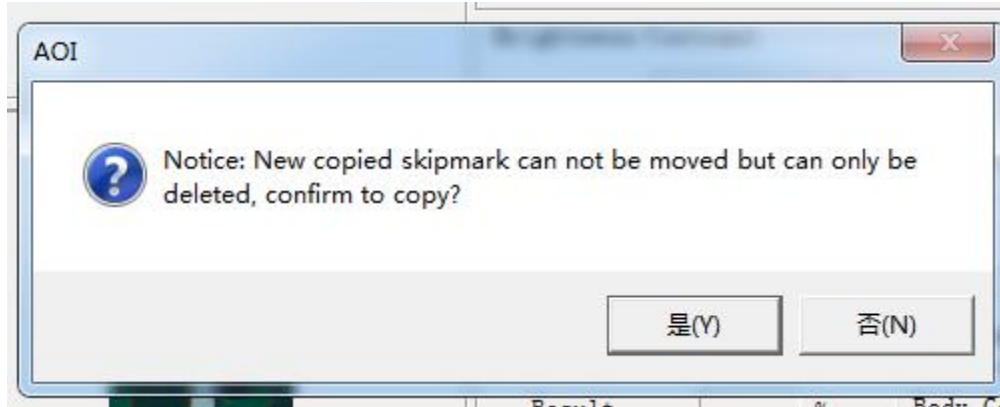 AOI
Notice: New copied skipmark can not be moved but can only be
deleted, confirm to copy?
是(Y)
否(N)